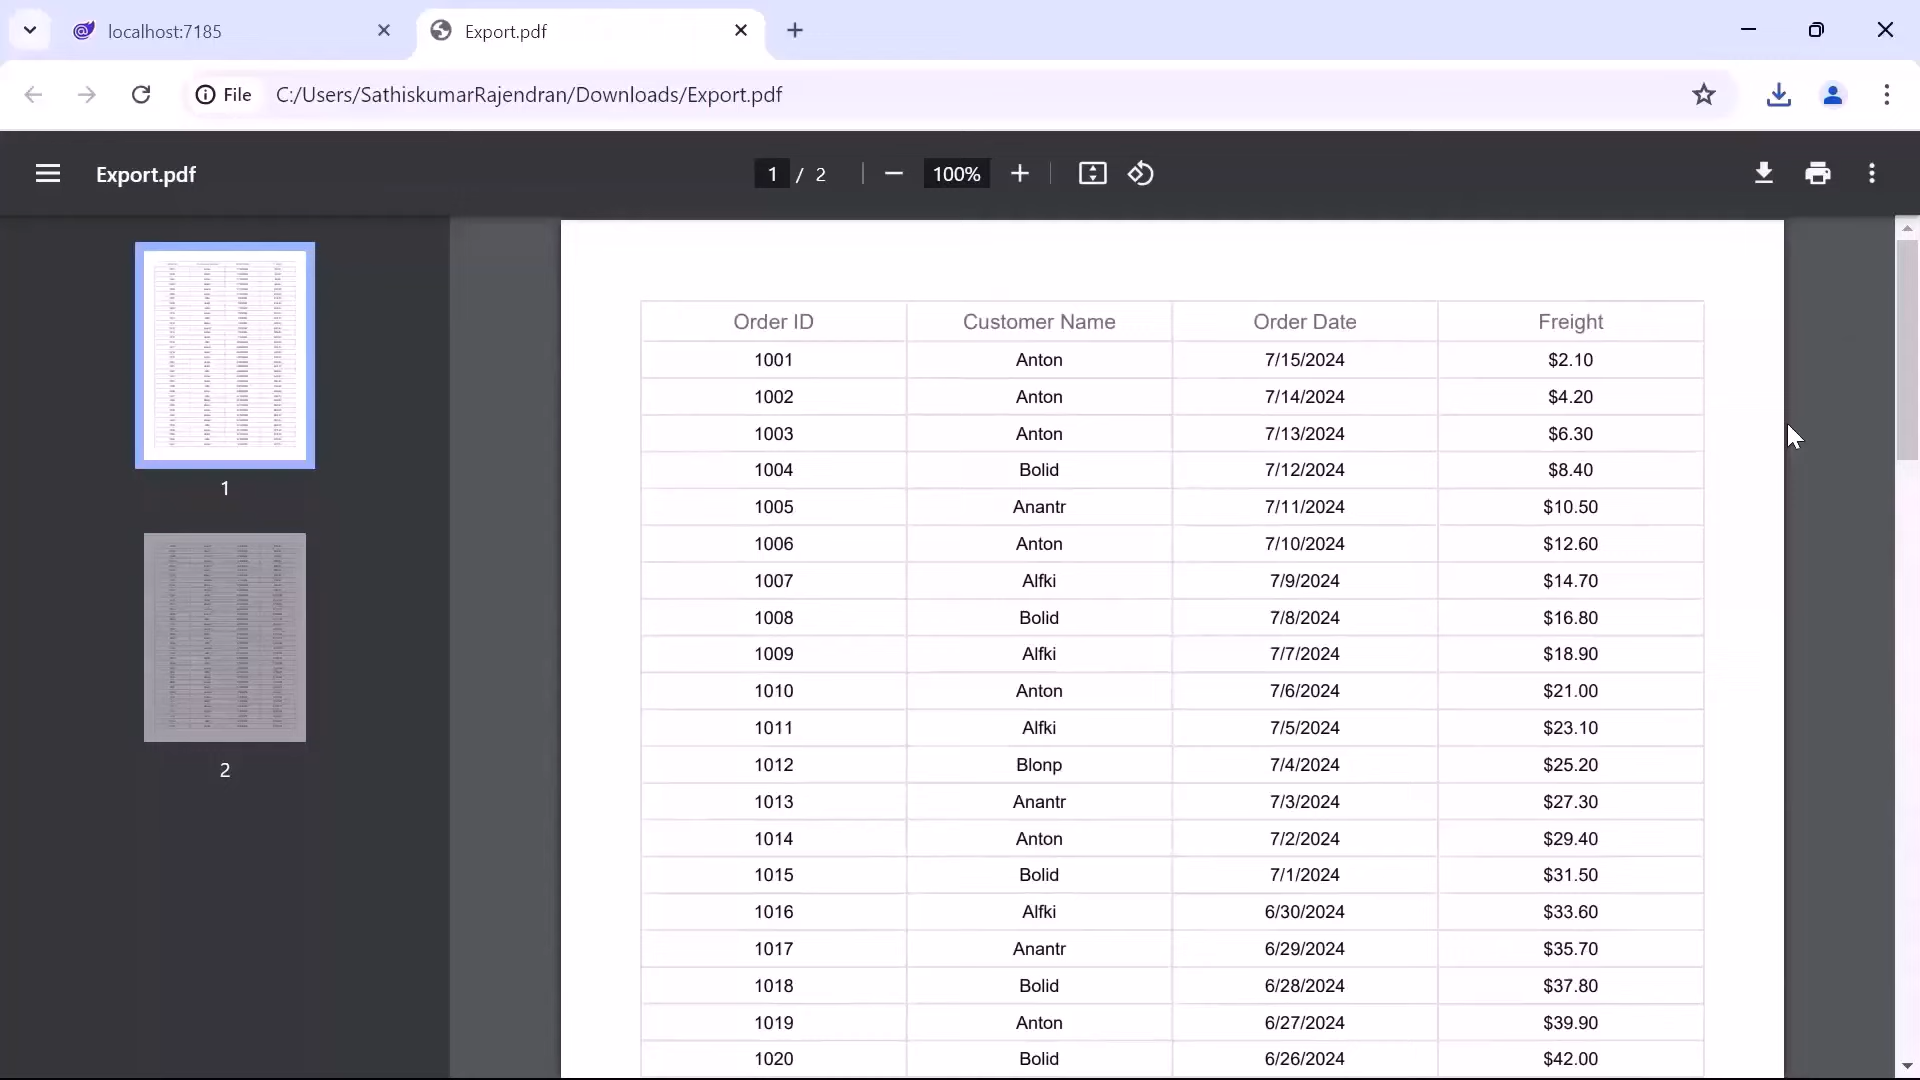 localhost:7185
Export.pdf
File C:/Users/SathiskumarRajendran/Downloads/Export.pdf
Export.pdf
1 / 2
100%
1
2
Order ID Customer Name Order Date Freight
1001 Anton 7/15/2024 $2.10
1002 Anton 7/14/2024 $4.20
1003 Anton 7/13/2024 $6.30
1004 Bolid 7/12/2024 $8.40
1005 Anantr 7/11/2024 $10.50
1006 Anton 7/10/2024 $12.60
1007 Alfki 7/9/2024 $14.70
1008 Bolid 7/8/2024 $16.80
1009 Alfki 7/7/2024 $18.90
1010 Anton 7/6/2024 $21.00
1011 Alfki 7/5/2024 $23.10
1012 Blonp 7/4/2024 $25.20
1013 Anantr 7/3/2024 $27.30
1014 Anton 7/2/2024 $29.40
1015 Bolid 7/1/2024 $31.50
1016 Alfki 6/30/2024 $33.60
1017 Anantr 6/29/2024 $35.70
1018 Bolid 6/28/2024 $37.80
1019 Anton 6/27/2024 $39.90
1020 Bolid 6/26/2024 $42.00